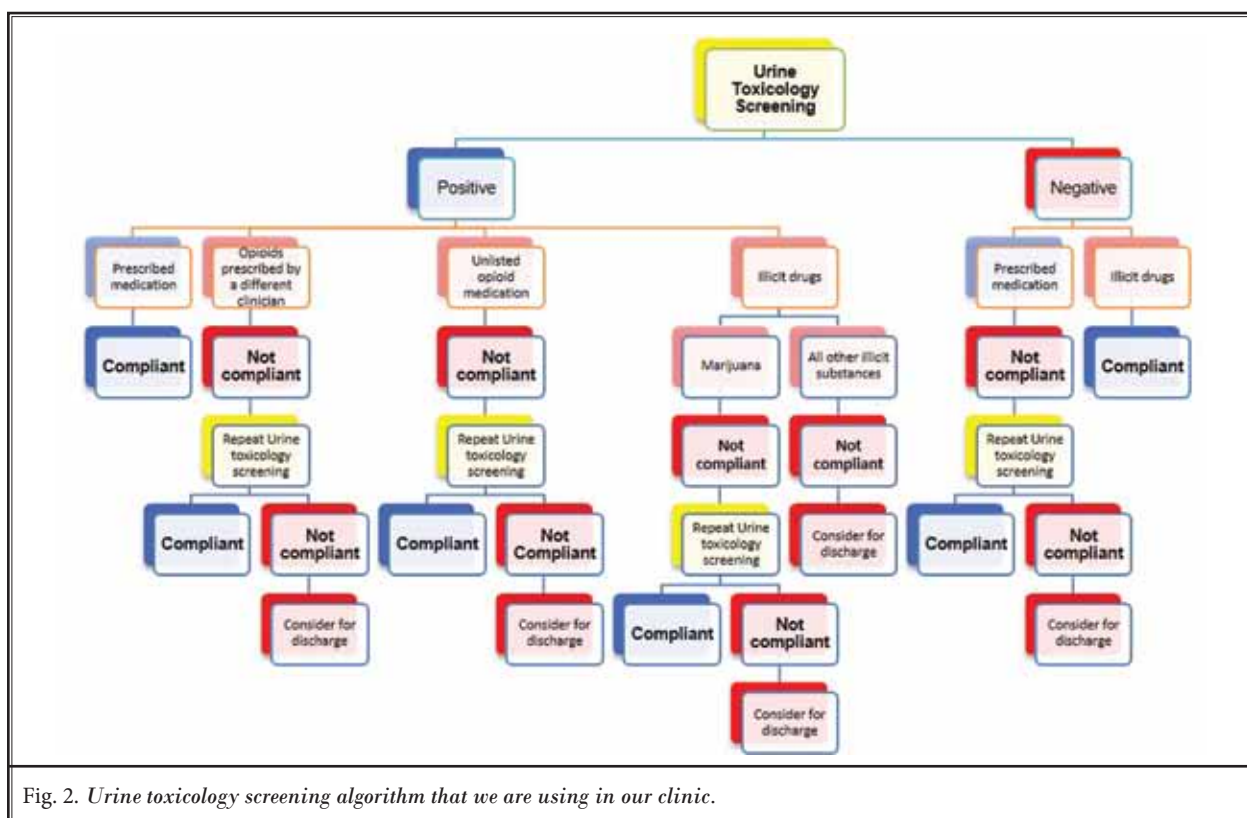 Urine
Toxicology
Screening
Positive
Negative
Prescribed
medication
Opioids
prescribed by
a different
clinician
Unlisted
opioid
medication
Illicit drugs
Prescribed
medication
Illicit drugs
Compliant
Not
compliant
Not
compliant
Marijuana
All other illicit
substances
Not
compliant
Compliant
Repeat Urine
toxicology
screening
Repeat Urine
toxicology
screening
Not
compliant
Not
compliant
Repeat Urine
toxicology
screening
Compliant
Not
compliant
Compliant
Not
Compliant
Repeat Urine
toxicology
screening
Consider for
discharge
Compliant
Not
compliant
Consider for
discharge
Consider for
discharge
Compliant
Not
compliant
Consider for
discharge
Consider for
discharge
Fig. 2. Urine toxicology screening algorithm that we are using in our clinic.